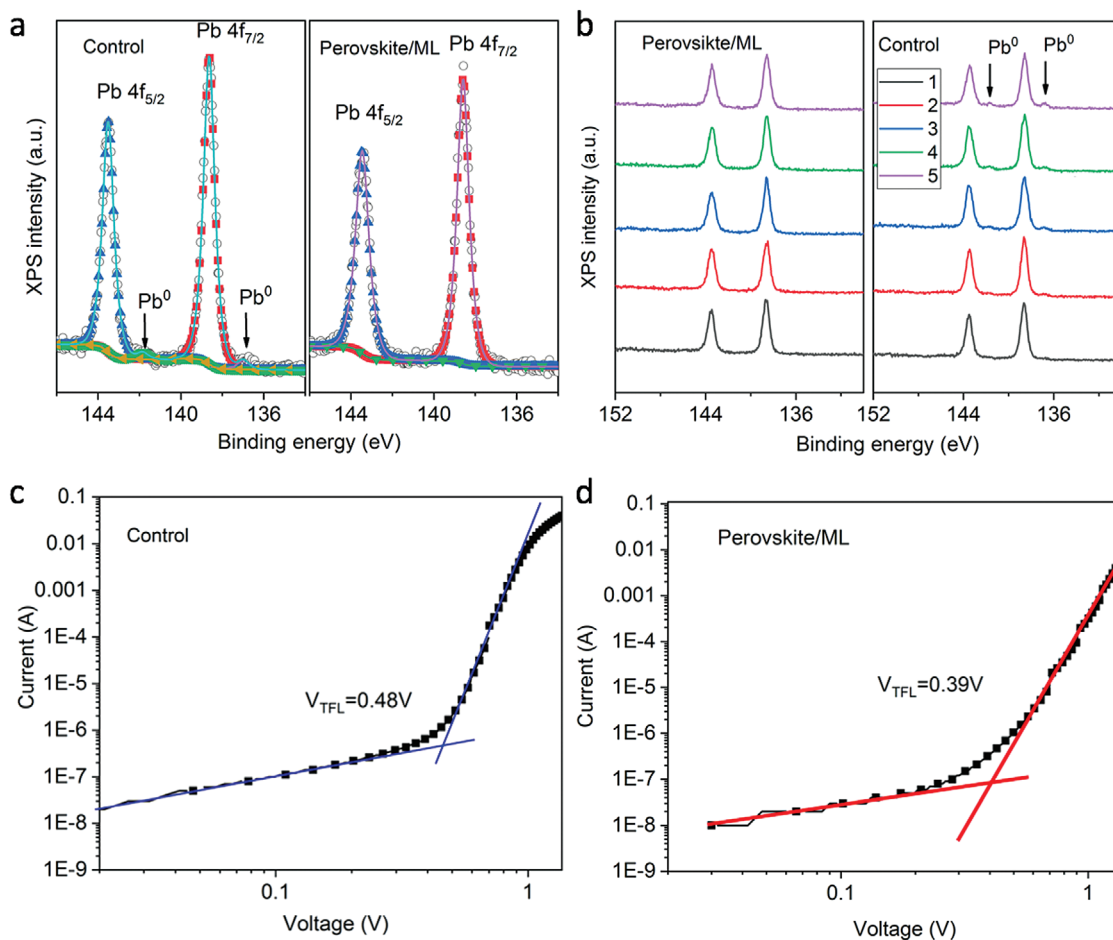 a
Control
Pb 4f5/2
Pb 4f7/2
Pb0
Pb0
Perovskite/ML
Pb 4f7/2
Pb 4f5/2
XPS intensity (a.u.)
144
140
136
144
140
136
Binding energy (eV)
b
Perovsikte/ML
Control
Pb0
Pb0
1
2
3
4
5
XPS intensity (a.u.)
152
144
136
152
144
136
Binding energy (eV)
c
Control
VTFL=0.48V
Current (A)
0.1
0.01
0.001
1E-4
1E-5
1E-6
1E-7
1E-8
1E-9
0.1
1
Voltage (V)
d
Perovskite/ML
VTFL=0.39V
Current (A)
0.1
0.01
0.001
1E-4
1E-5
1E-6
1E-7
1E-8
1E-9
0.1
1
Voltage (V)